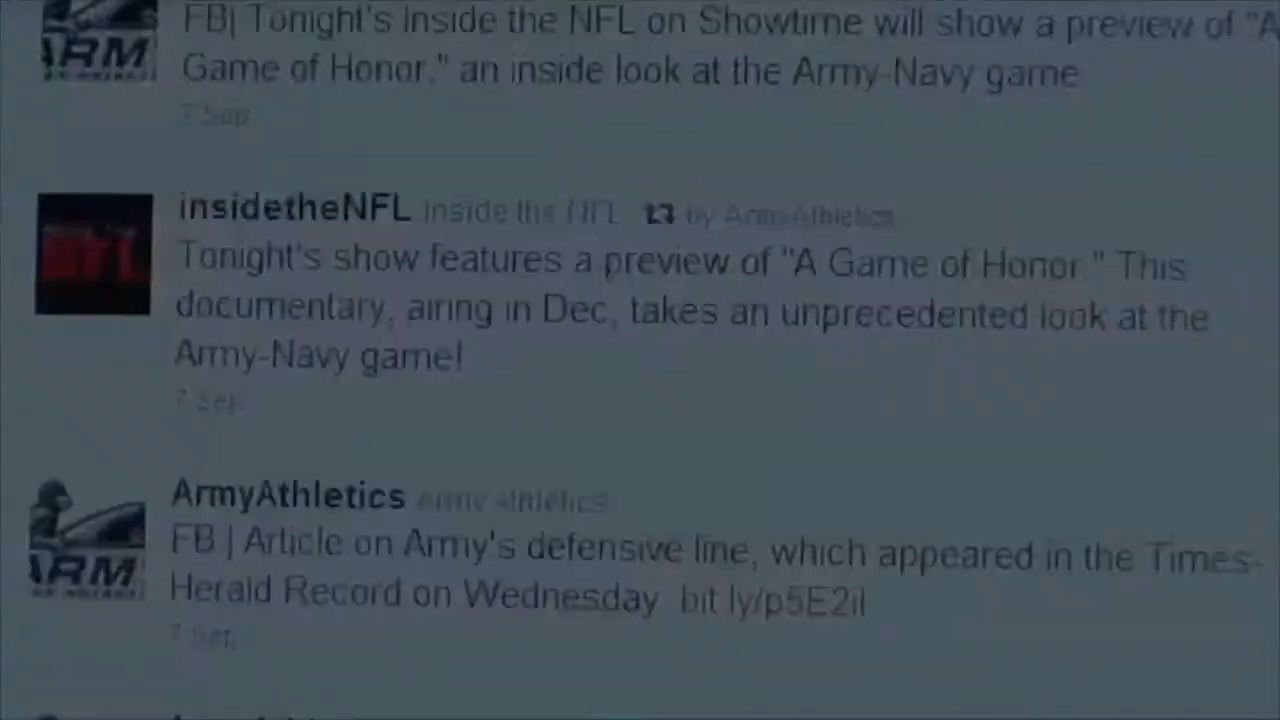 FB| Tonight's Inside the NFL on Showtime will show a preview of "A
Game of Honor," an inside look at the Army-Navy game
7 Sep
ARM
insidetheNFL Inside the NFL by ArmyAthletics
Tonight's show features a preview of "A Game of Honor." This
documentary, airing in Dec, takes an unprecedented look at the
Army-Navy game!
7 Sep
NFL
ArmyAthletics Army Athletics
FB | Article on Army's defensive line, which appeared in the Times-
Herald Record on Wednesday bit.ly/p5E2il
7 Sep
ARM